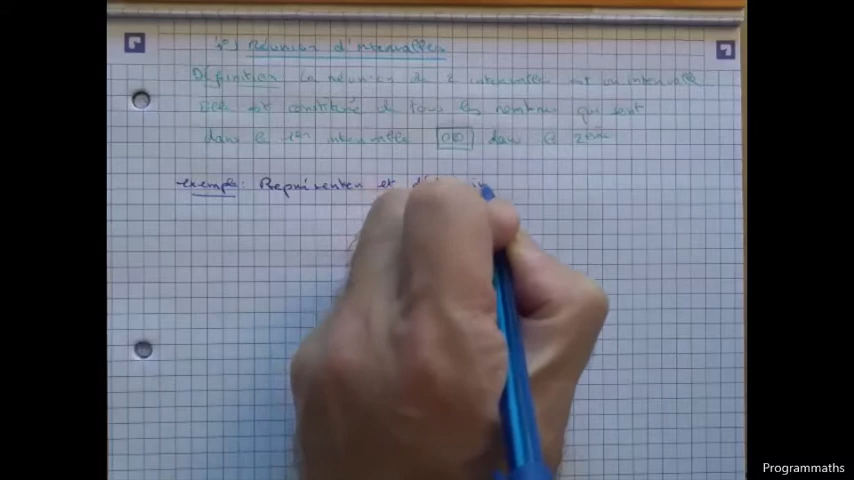 1°) Réunion d'intervalles
Définition La réunion de 2 intervalles est un intervalle
Elle est constituée de tous les nombres qui sont
dans le 1er intervalle OU dans le 2ème
exemple: Représenter et
Programmaths